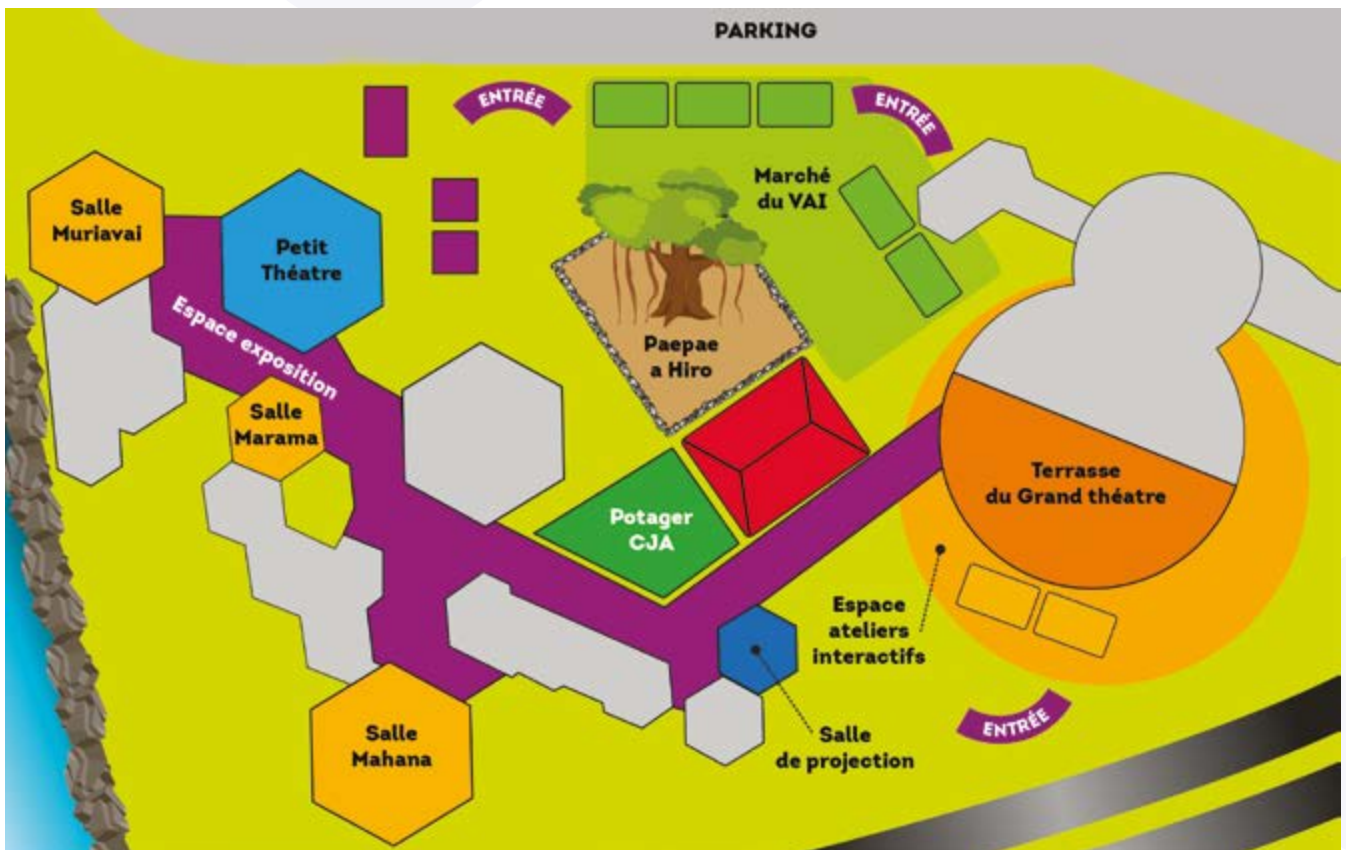 PARKING
ENTRÉE
ENTRÉE
Marché
du VAI
Salle
Muriavai
Petit
Théatre
Espace exposition
Paepae
a Hiro
Salle
Marama
Terrasse
du Grand théatre
Potager
CJA
Espace
ateliers
interactifs
ENTRÉE
Salle
de projection
Salle
Mahana